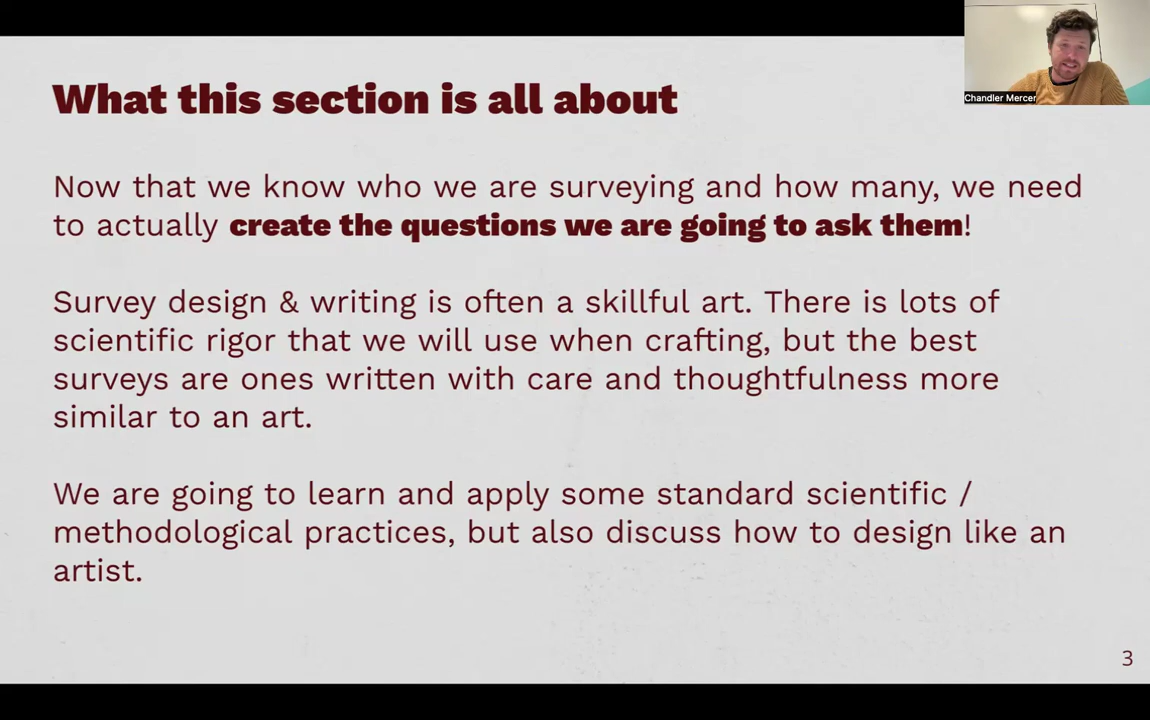 What this section is all about
Chandler Mercer
Now that we know who we are surveying and how many, we need
to actually create the questions we are going to ask them!
Survey design & writing is often a skillful art. There is lots of
scientific rigor that we will use when crafting, but the best
surveys are ones written with care and thoughtfulness more
similar to an art.
We are going to learn and apply some standard scientific /
methodological practices, but also discuss how to design like an
artist.
3